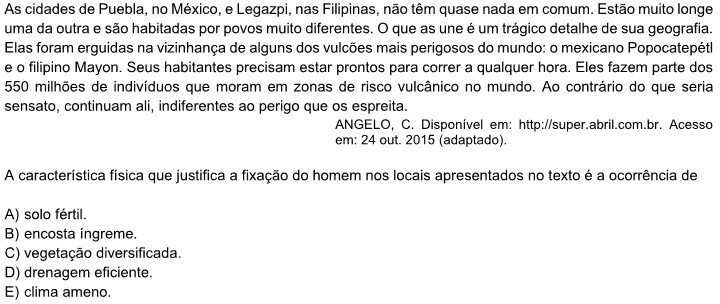 As cidades de Puebla, no México, e Legazpi, nas Filipinas, não têm quase nada em comum. Estão muito longe
uma da outra e são habitadas por povos muito diferentes. O que as une é um trágico detalhe de sua geografia.
Elas foram erguidas na vizinhança de alguns dos vulcões mais perigosos do mundo: o mexicano Popocatepétl
e o filipino Mayon. Seus habitantes precisam estar prontos para correr a qualquer hora. Eles fazem parte dos
550 milhões de indivíduos que moram em zonas de risco vulcânico no mundo. Ao contrário do que seria
sensato, continuam ali, indiferentes ao perigo que os espreita.
ANGELO, C. Disponível em: http://super.abril.com.br. Acesso
em: 24 out. 2015 (adaptado).
A característica física que justifica a fixação do homem nos locais apresentados no texto é a ocorrência de
A) solo fértil.
B) encosta íngreme.
C) vegetação diversificada.
D) drenagem eficiente.
E) clima ameno.